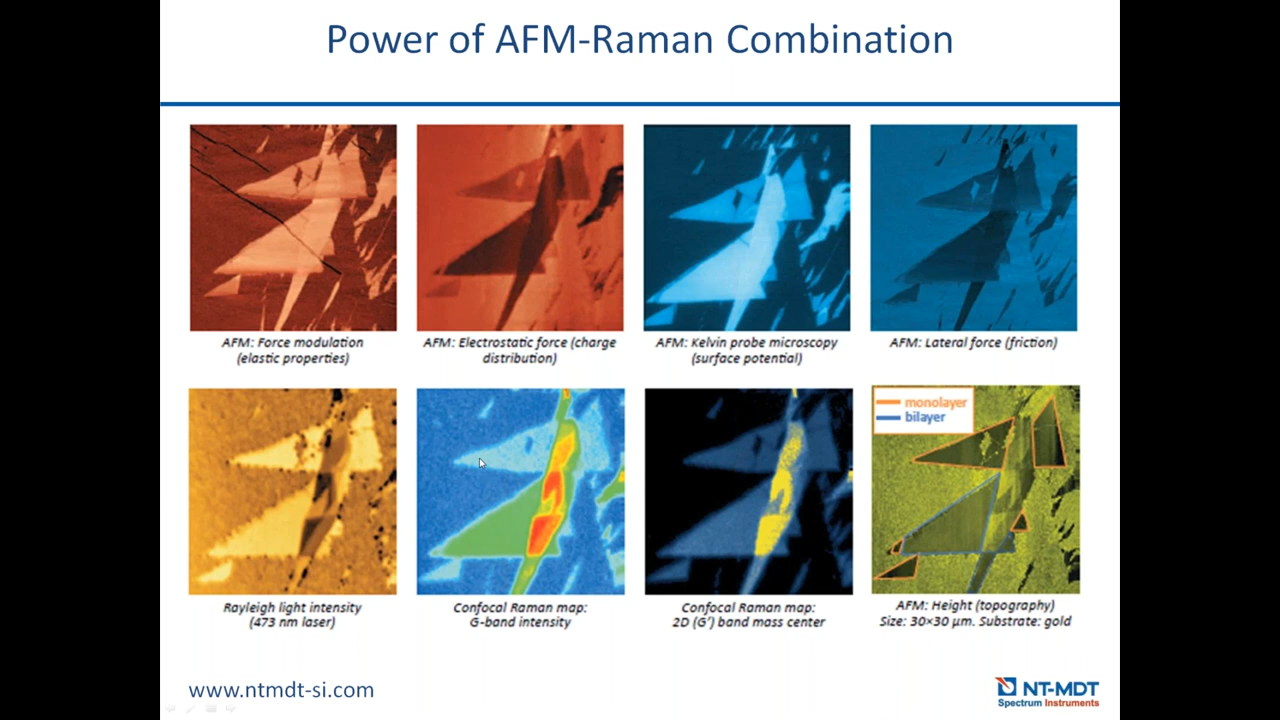 Power of AFM-Raman Combination
AFM: Force modulation
(elastic properties)
AFM: Electrostatic force (charge
distribution)
AFM: Kelvin probe microscopy
(surface potential)
AFM: Lateral force (friction)
monolayer
bilayer
Rayleigh light intensity
(473 nm laser)
Confocal Raman map:
G-band intensity
Confocal Raman map:
2D (G') band mass center
AFM: Height (topography)
Size: 30×30 µm. Substrate: gold
www.ntmdt-si.com
NT-MDT
Spectrum Instruments